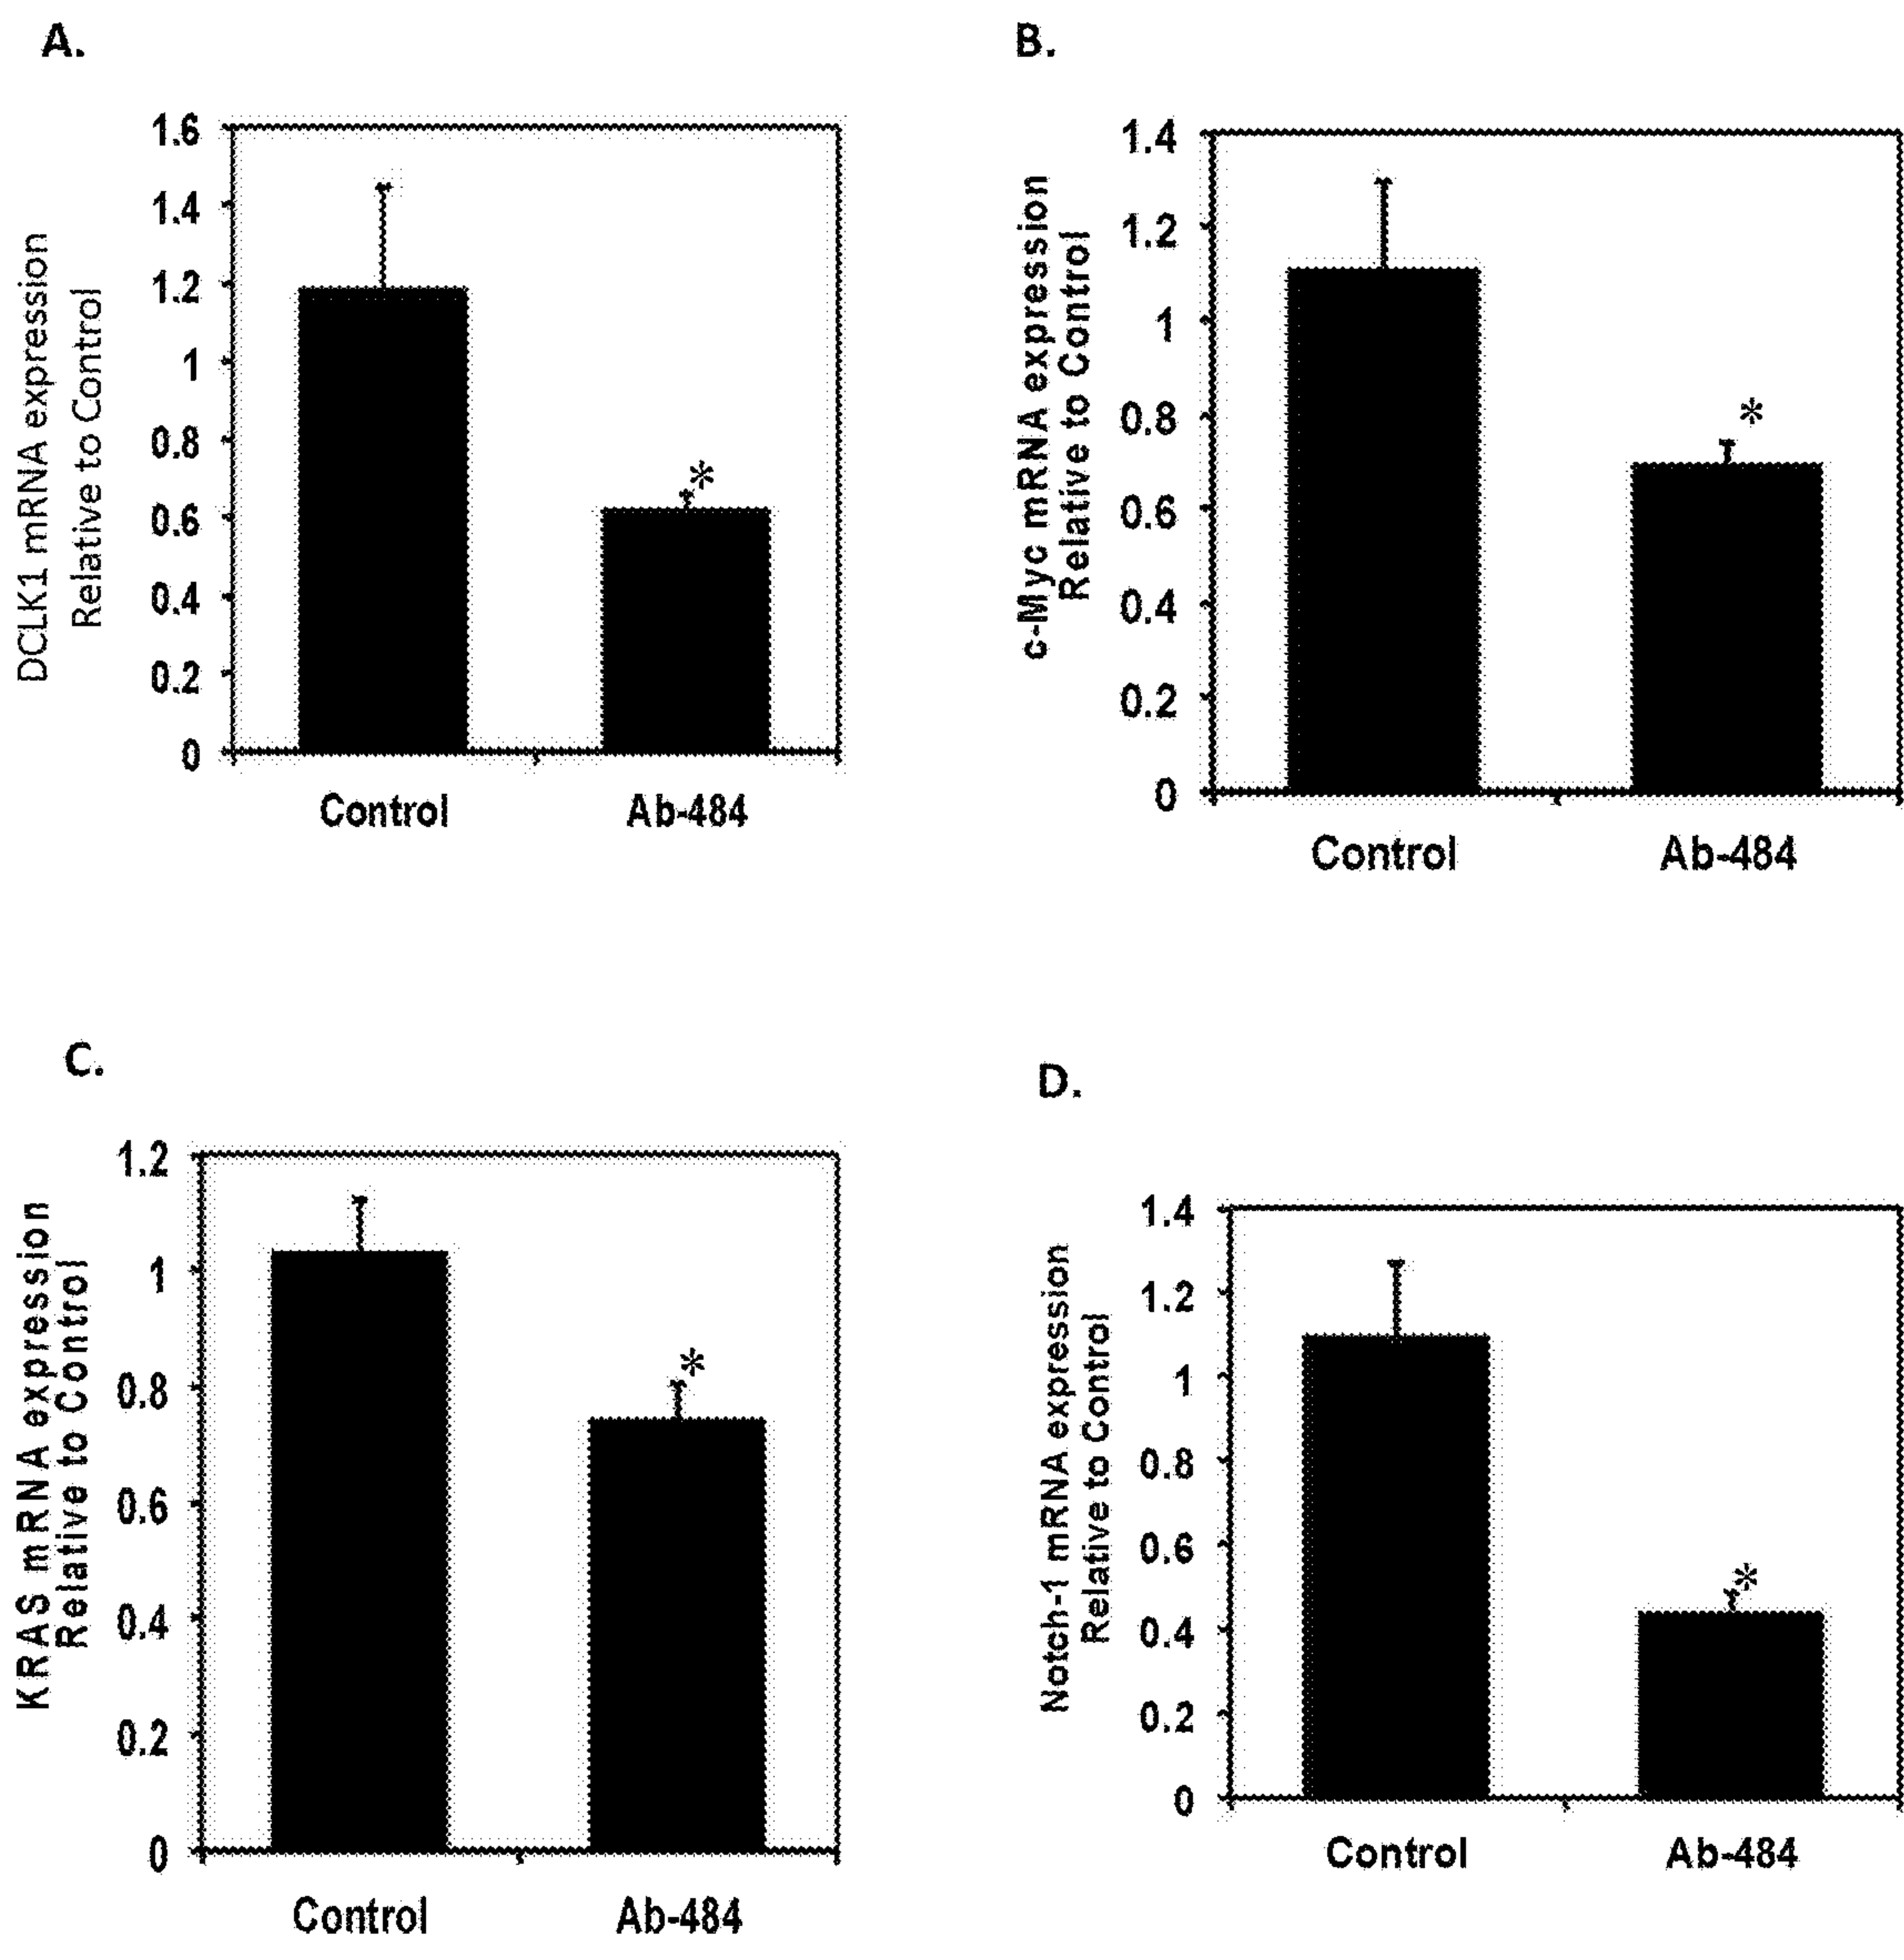 A.
DCLK1 mRNA expression
Relative to Control
1.6
1.4
1.2
1
0.8
0.6
0.4
0.2
0
*
Control Ab-484
B.
c-Myc mRNA expression
Relative to Control
1.4
1.2
1
0.8
0.6
0.4
0.2
0
*
Control Ab-484
C.
KRAS mRNA expression
Relative to Control
1.2
1
0.8
0.6
0.4
0.2
0
*
Control Ab-484
D.
Notch-1 mRNA expression
Relative to Control
1.4
1.2
1
0.8
0.6
0.4
0.2
0
*
Control Ab-484